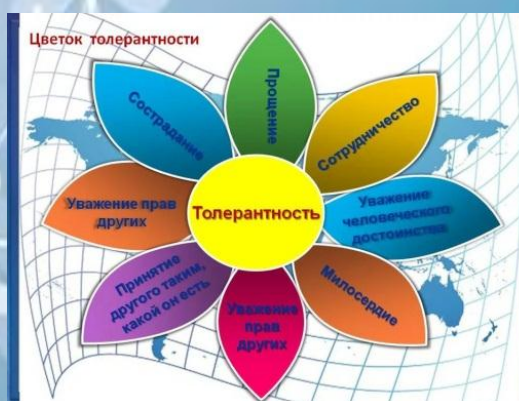 Цветок толерантности
Прощение
Сотрудничество
Уважение
человеческого
достоинства
Милосердие
Уважение
прав
других
Принятие
другого таким,
какой он есть
Уважение прав
других
Сострадание
Толерантность